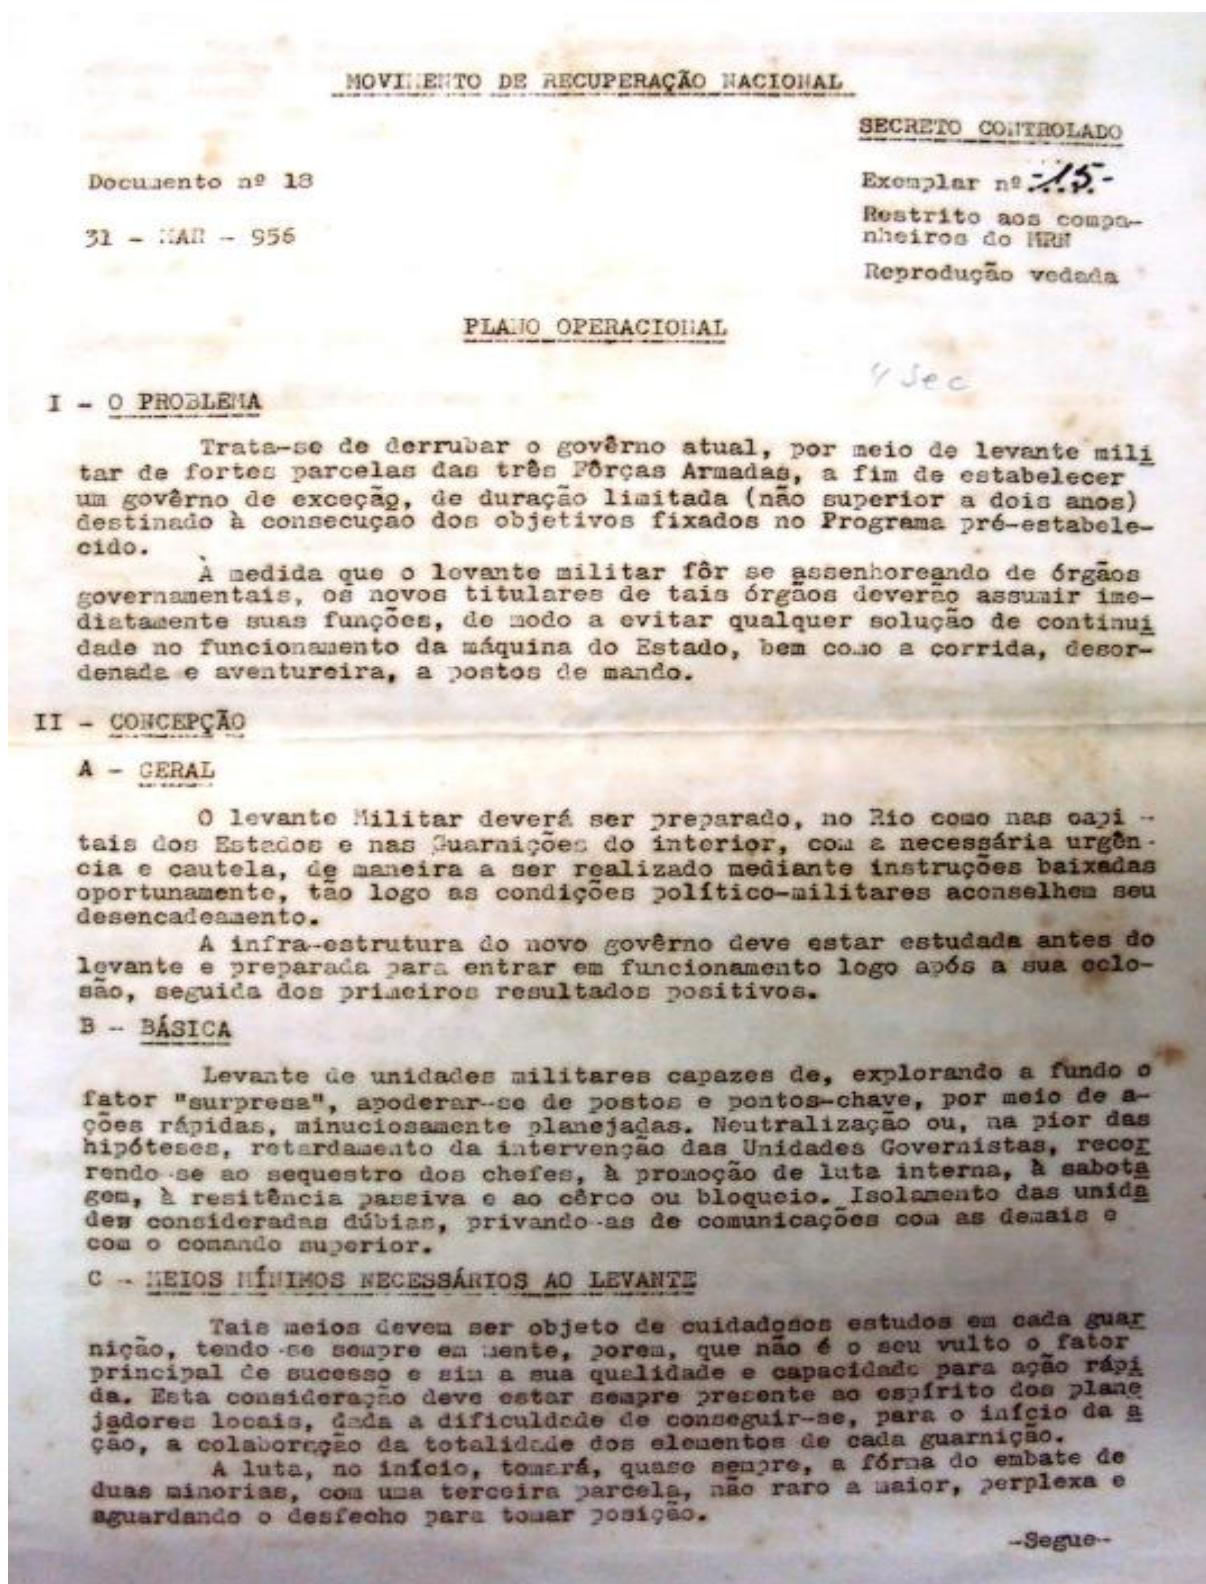 MOVIMENTO DE RECUPERAÇÃO NACIONAL
SECRETO CONTROLADO
Documento nº 18
Exemplar nº -15-
31 - MAR - 956
Restrito aos compa-
nheiros do MRN
Reprodução vedada
PLANO OPERACIONAL
4 Sec
I - O PROBLEMA
Trata-se de derrubar o govêrno atual, por meio de levante mili
tar de fortes parcelas das três Fôrças Armadas, a fim de estabelecer
um govêrno de exceção, de duração limitada (não superior a dois anos)
destinado à consecução dos objetivos fixados no Programa pré-estabele-
cido.
À medida que o levante militar fôr se assenhoreando de órgãos
governamentais, os novos titulares de tais órgãos deverão assumir ime-
diatamente suas funções, de modo a evitar qualquer solução de continui
dade no funcionamento da máquina do Estado, bem como a corrida, desor-
denada e aventureira, a postos de mando.
II - CONCEPÇÃO
A - GERAL
O levante Militar deverá ser preparado, no Rio como nas capi -
tais dos Estados e nas Guarnições do interior, com a necessária urgên-
cia e cautela, de maneira a ser realizado mediante instruções baixadas
oportunamente, tão logo as condições político-militares aconselhem seu
desencadeamento.
A infra-estrutura do novo govêrno deve estar estudada antes do
levante e preparada para entrar em funcionamento logo após a sua eclo-
são, seguida dos primeiros resultados positivos.
B - BÁSICA
Levante de unidades militares capazes de, explorando a fundo o
fator "surpresa", apoderar-se de postos e pontos-chave, por meio de a-
ções rápidas, minuciosamente planejadas. Neutralização ou, na pior das
hipóteses, retardamento da intervenção das Unidades Governistas, recor
rendo-se ao sequestro dos chefes, à promoção de luta interna, à sabota
gem, à resitência passiva e ao cêrco ou bloqueio. Isolamento das unida
des consideradas dúbias, privando-as de comunicações com as demais e
com o comando superior.
C - MEIOS MÍNIMOS NECESSÁRIOS AO LEVANTE
Tais meios devem ser objeto de cuidadosos estudos em cada guar
nição, tendo-se sempre em mente, porem, que não é o seu vulto o fator
principal de sucesso e sim a sua qualidade e capacidade para ação rápi
da. Esta consideração deve estar sempre presente ao espírito dos plane
jadores locais, dada a dificuldade de conseguir-se, para o início da a
ção, a colaboração da totalidade dos elementos de cada guarnição.
A luta, no início, tomará, quase sempre, a fórma do embate de
duas minorias, com uma terceira parcela, não raro a maior, perplexa e
aguardando o desfecho para tomar posição.
-Segue-